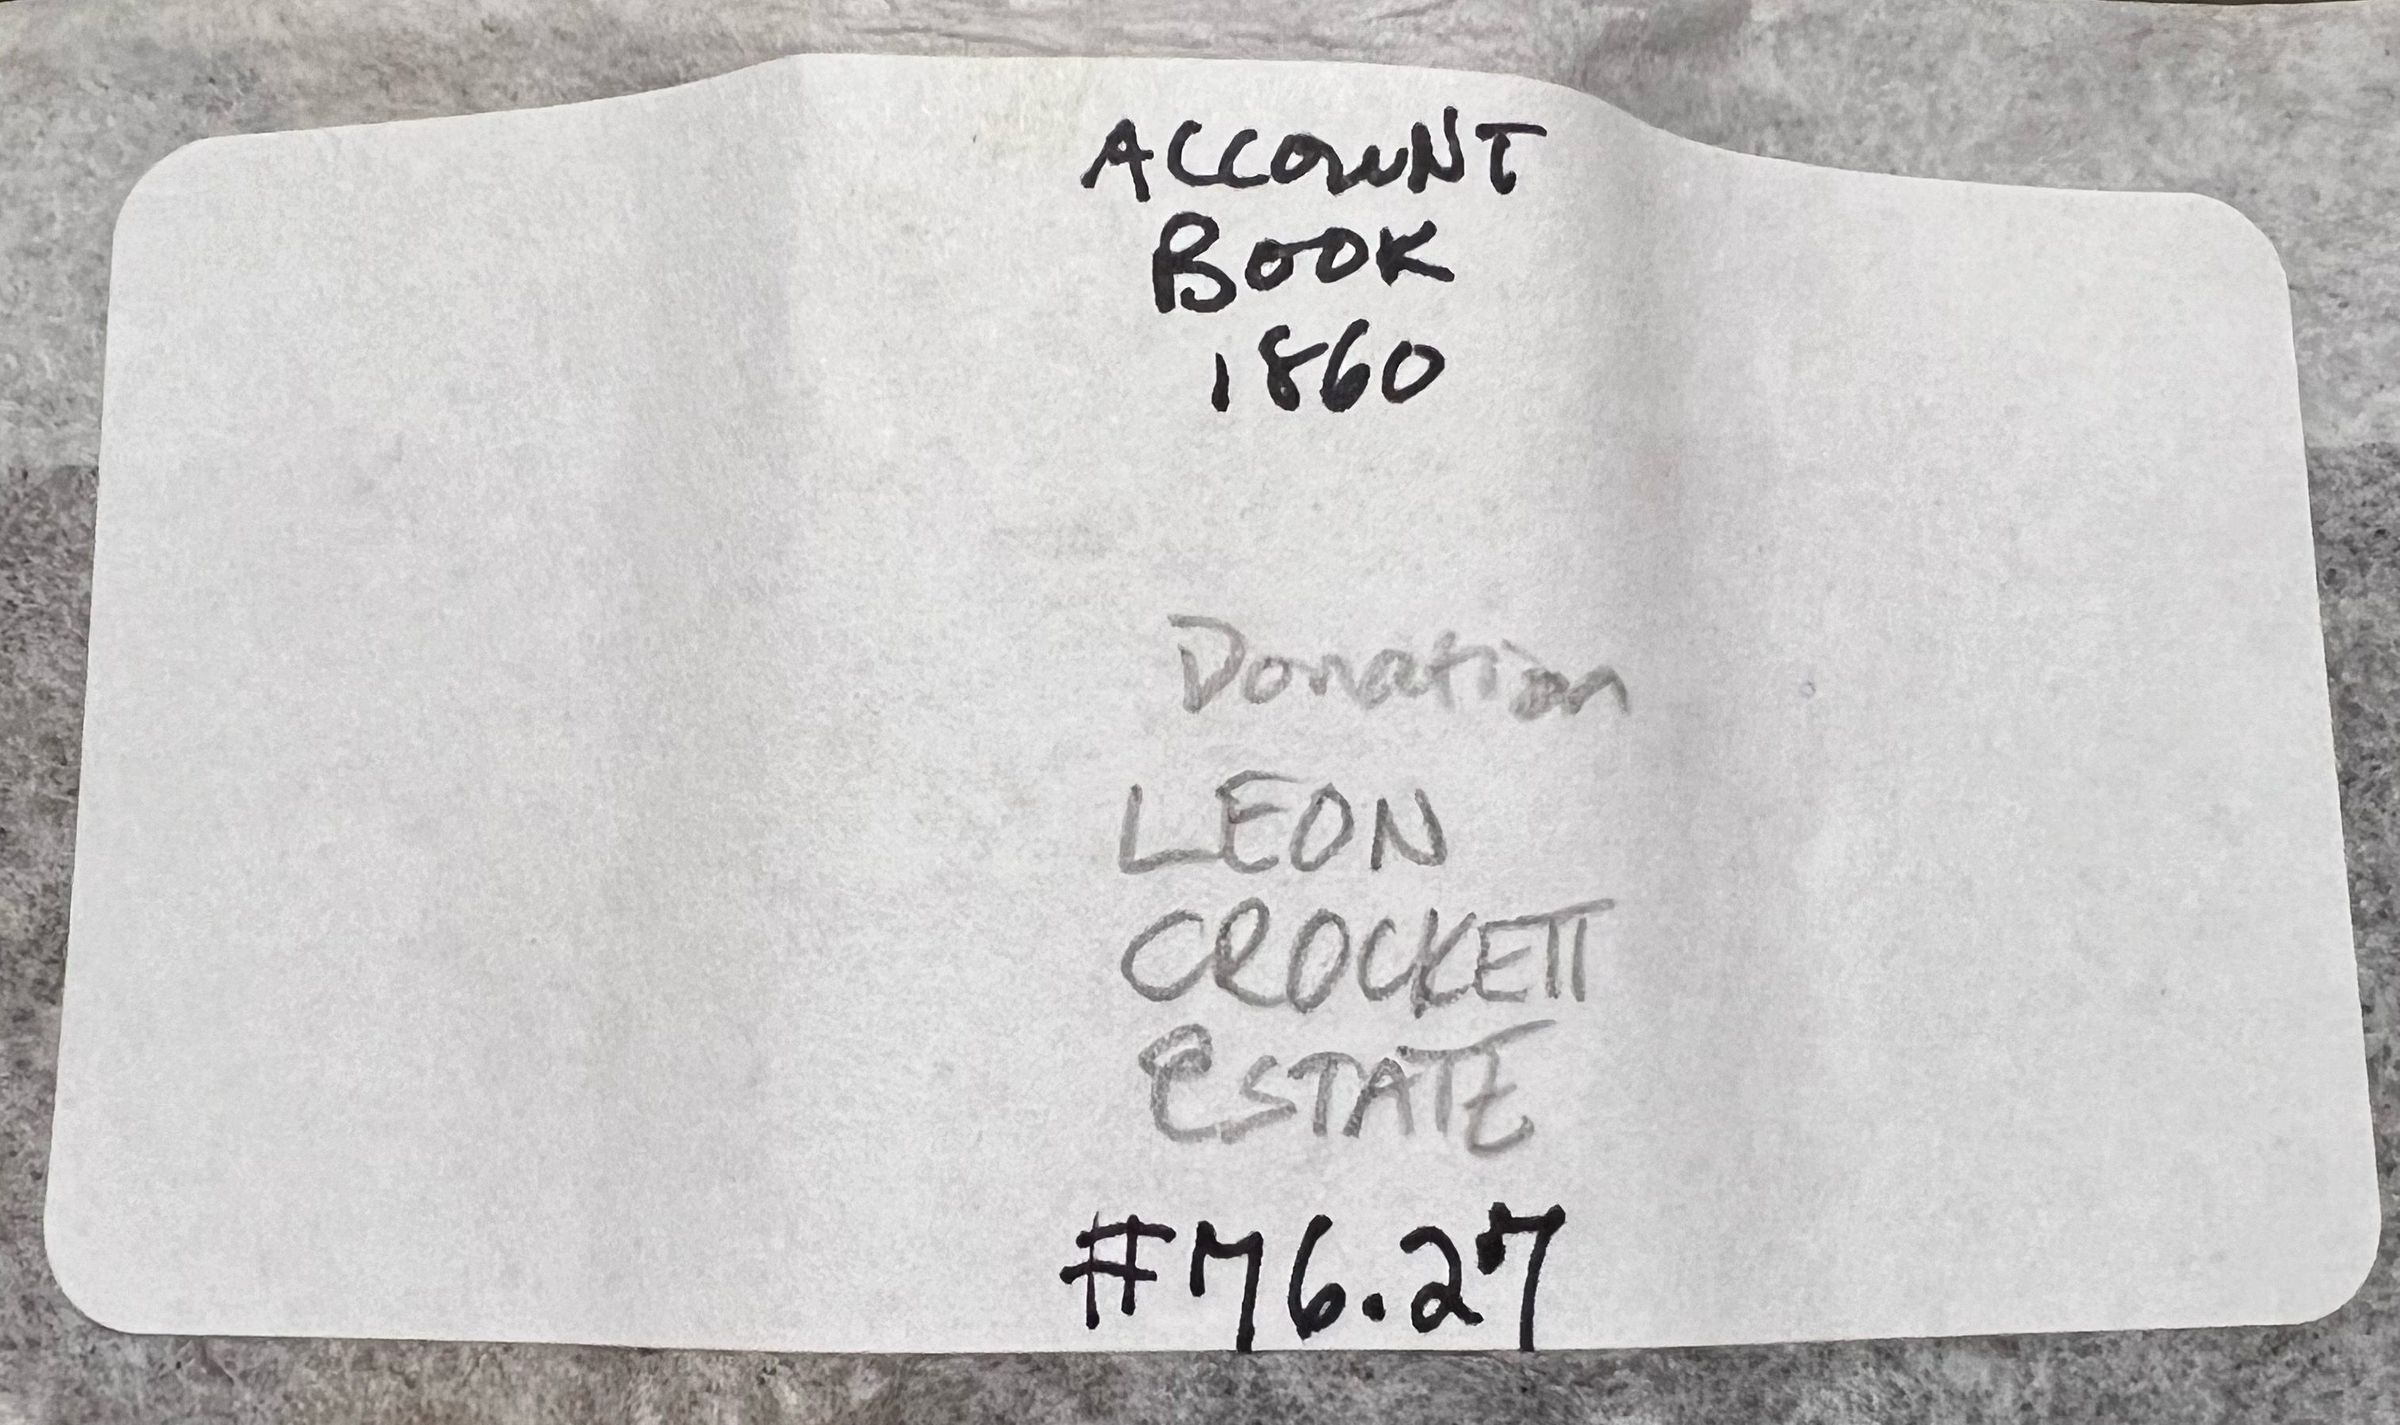 ACCOUNT
BOOK
1860
Donation
LEON
CROCKETT
ESTATE
#76.27